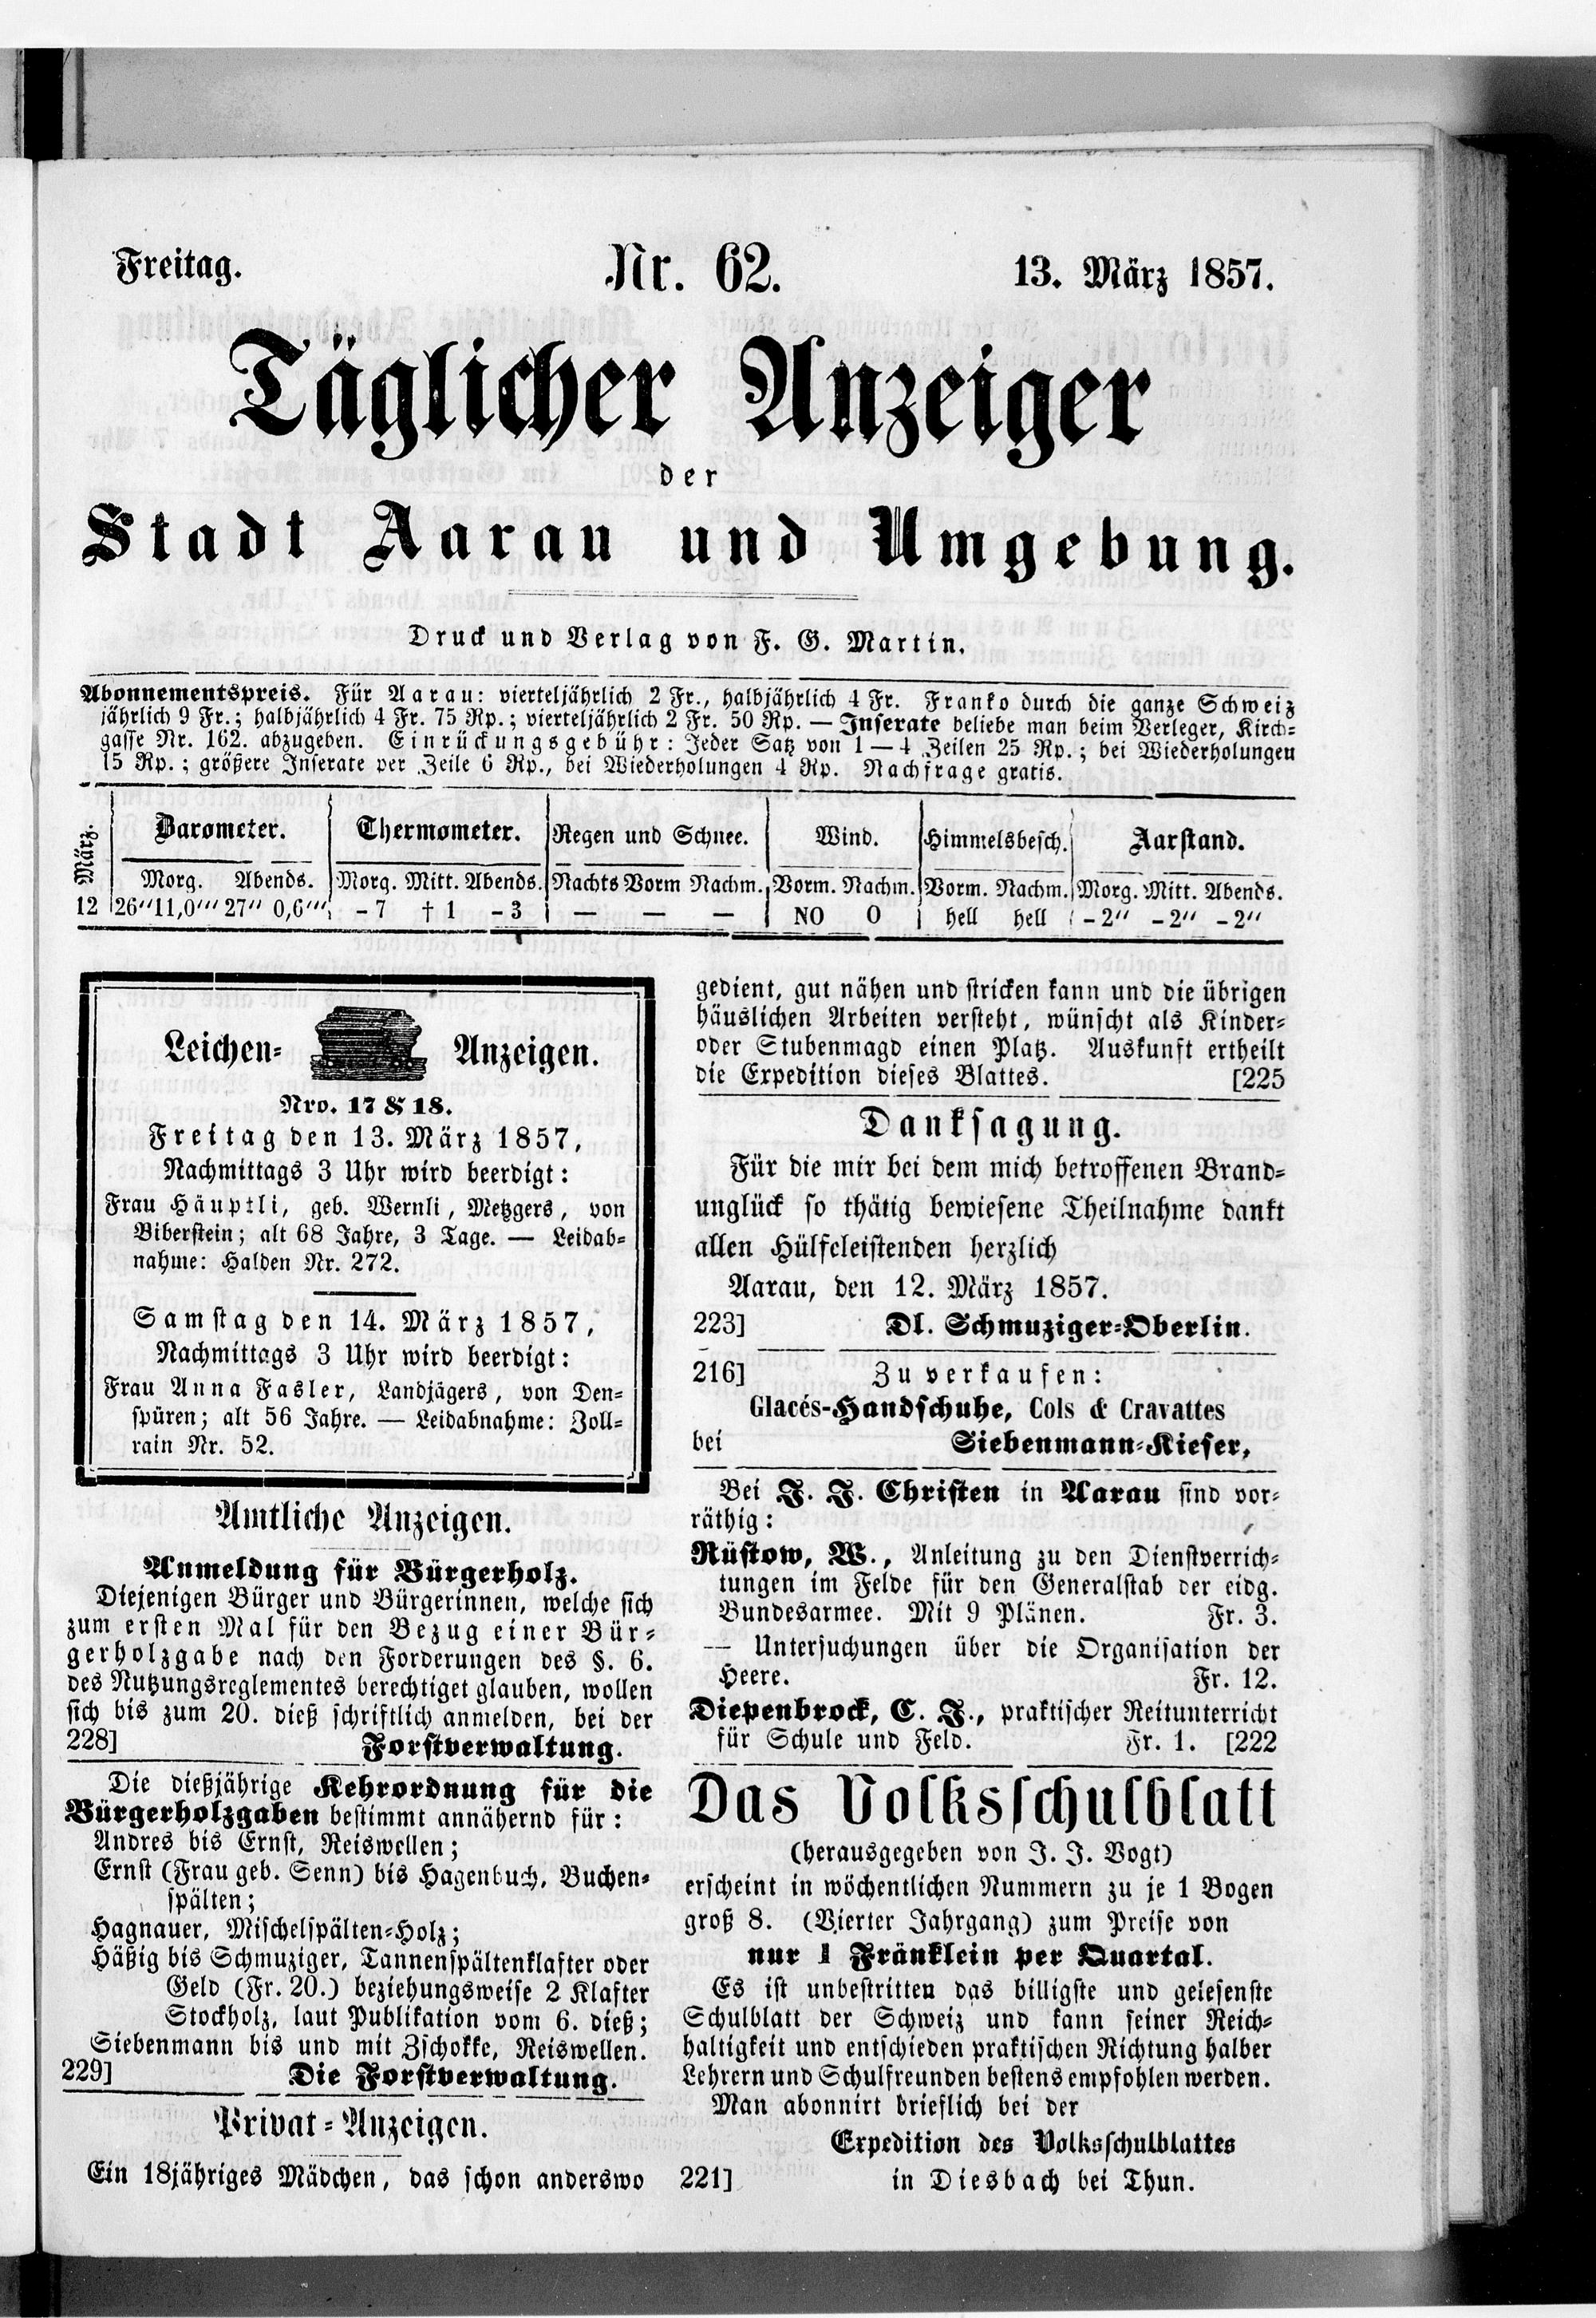 Freitag. Nr. 62. 13. März 1857.
Täglicher Anzeiger
der
Stadt Aarau und Umgebung.
Druck und Verlag von F. G. Martin.
Abonnementspreis. Für Aarau: vierteljährlich 2 Fr., halbjährlich 4 Fr. Franko durch die ganze Schweiz
jährlich 9 Fr.; halbjährlich 4 Fr. 75 Rp.; vierteljährlich 2 Fr. 50 Rp. — Inserate beliebe man beim Verleger, Kirch-
gasse Nr. 162. abzugeben. Einrückungsgebühr: Jeder Satz von 1—4 Zeilen 25 Rp.; bei Wiederholungen
15 Rp.; größere Inserate per Zeile 6 Rp., bei Wiederholungen 4 Rp. Nachfrage gratis.
März. Barometer. Thermometer. Regen und Schnee. Wind. Himmelsbesch. Aarstand.
Morg. Abends. Morg. Mitt. Abends. Nachts Vorm Nachm. Vorm. Nachm. Vorm. Nachm. Morg. Mitt. Abends.
12 26"11,0"' 27" 0,6"' -7 †1 -3 — — — NO O hell hell -2" -2" -2"
Leichen- Anzeigen.
Nro. 17 & 18.
Freitag den 13. März 1857,
Nachmittags 3 Uhr wird beerdigt:
Frau Häuptli, geb. Wernli, Metzgers, von
Biberstein; alt 68 Jahre, 3 Tage. — Leidab-
nahme: Halden Nr. 272.
Samstag den 14. März 1857,
Nachmittags 3 Uhr wird beerdigt:
Frau Anna Fasler, Landjägers, von Den-
spüren; alt 56 Jahre. — Leidabnahme: Zoll-
rain Nr. 52.
Amtliche Anzeigen.
Anmeldung für Bürgerholz.
Diejenigen Bürger und Bürgerinnen, welche sich
zum ersten Mal für den Bezug einer Bür-
gerholzgabe nach den Forderungen des §. 6.
des Nutzungsreglementes berechtiget glauben, wollen
sich bis zum 20. dieß schriftlich anmelden, bei der
228] Forstverwaltung.
Die dießjährige Kehrordnung für die
Bürgerholzgaben bestimmt annähernd für:
Andres bis Ernst, Reiswellen;
Ernst (Frau geb. Senn) bis Hagenbuch, Buchen-
spälten;
Hagnauer, Mischelspälten-Holz;
Häßig bis Schmuziger, Tannenspältenklafter oder
Geld (Fr. 20.) beziehungsweise 2 Klafter
Stockholz, laut Publikation vom 6. dieß;
Siebenmann bis und mit Zschokke, Reiswellen.
229] Die Forstverwaltung.
Privat-Anzeigen.
Ein 18jähriges Mädchen, das schon anderswo
gedient, gut nähen und stricken kann und die übrigen
häuslichen Arbeiten versteht, wünscht als Kinder-
oder Stubenmagd einen Platz. Auskunft ertheilt
die Expedition dieses Blattes. [225
Danksagung.
Für die mir bei dem mich betroffenen Brand-
unglück so thätig bewiesene Theilnahme dankt
allen Hülfeleistenden herzlich
Aarau, den 12. März 1857.
223] Dl. Schmuziger-Oberlin.
216] Zu verkaufen:
Glacés-Handschuhe, Cols & Cravattes
bei Siebenmann-Kieser,
Bei J. J. Christen in Aarau sind vor-
räthig:
Rüstow, W., Anleitung zu den Dienstverrich-
tungen im Felde für den Generalstab der eidg.
Bundesarmee. Mit 9 Plänen. Fr. 3.
— Untersuchungen über die Organisation der
Heere. Fr. 12.
Diepenbrock, C. J., praktischer Reitunterricht
für Schule und Feld. Fr. 1. [222
Das Volksschulblatt
(herausgegeben von J. J. Vogt)
erscheint in wöchentlichen Nummern zu je 1 Bogen
groß 8. (Vierter Jahrgang) zum Preise von
nur 1 Fränklein per Quartal.
Es ist unbestritten das billigste und gelesenste
Schulblatt der Schweiz und kann seiner Reich-
haltigkeit und entschieden praktischen Richtung halber
Lehrern und Schulfreunden bestens empfohlen werden.
Man abonnirt brieflich bei der
Expedition des Volksschulblattes
221] in Diesbach bei Thun.